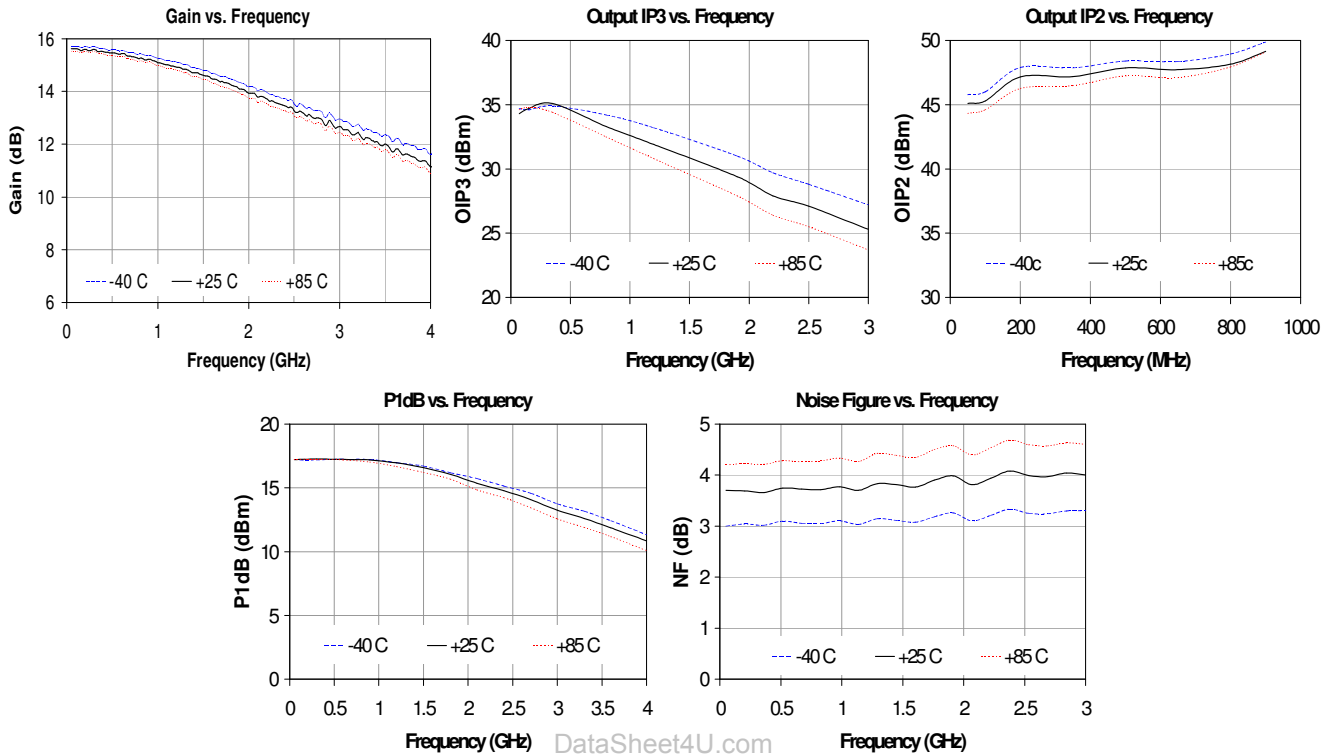 Gain vs. Frequency
Gain (dB)
16
14
12
10
8
6
-40 C +25 C +85 C
0 1 2 3 4
Frequency (GHz)
Output IP3 vs. Frequency
OIP3 (dBm)
40
35
30
25
20
-40 C +25 C +85 C
0 0.5 1 1.5 2 2.5 3
Frequency (GHz)
Output IP2 vs. Frequency
OIP2 (dBm)
50
45
40
35
30
-40c +25c +85c
0 200 400 600 800 1000
Frequency (MHz)
P1dB vs. Frequency
P1dB (dBm)
20
15
10
5
0
-40 C +25 C +85 C
0 0.5 1 1.5 2 2.5 3 3.5 4
Frequency (GHz)
Noise Figure vs. Frequency
NF (dB)
5
4
3
2
1
0
-40 C +25 C +85 C
0 0.5 1 1.5 2 2.5 3
Frequency (GHz)
DataSheet4U.com